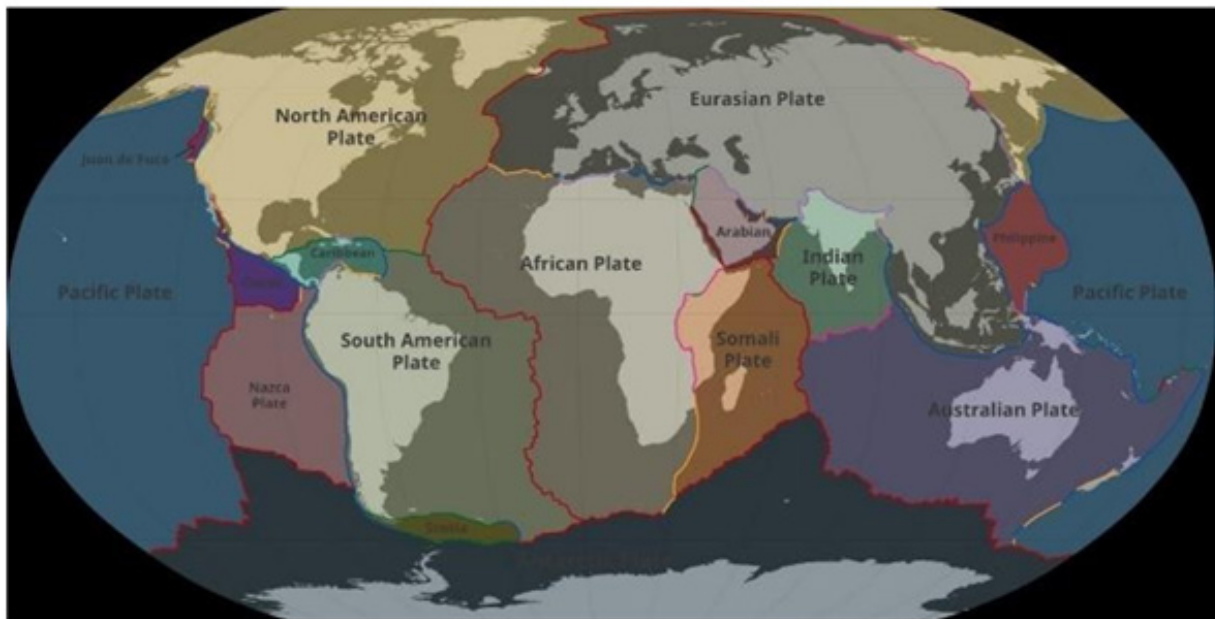 North American
Plate
Eurasian Plate
Juan de Fuca
Caribbean
Arabian
Philippine
African Plate
Indian
Plate
Pacific Plate
Pacific Plate
South American
Plate
Somali
Plate
Nazca
Plate
Australian Plate
Scotia